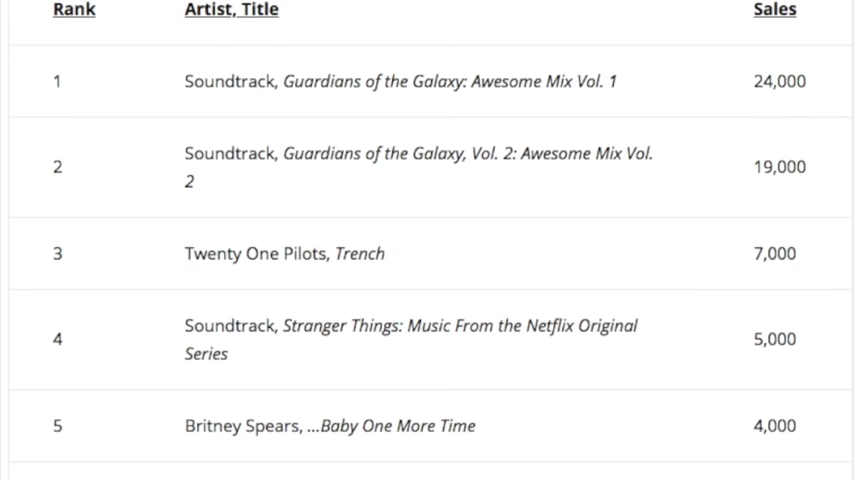 Rank Artist, Title Sales
1 Soundtrack, Guardians of the Galaxy: Awesome Mix Vol. 1 24,000
Soundtrack, Guardians of the Galaxy, Vol. 2: Awesome Mix Vol.
2 19,000
2
3 Twenty One Pilots, Trench 7,000
Soundtrack, Stranger Things: Music From the Netflix Original
4 5,000
Series
5 Britney Spears, ...Baby One More Time 4,000